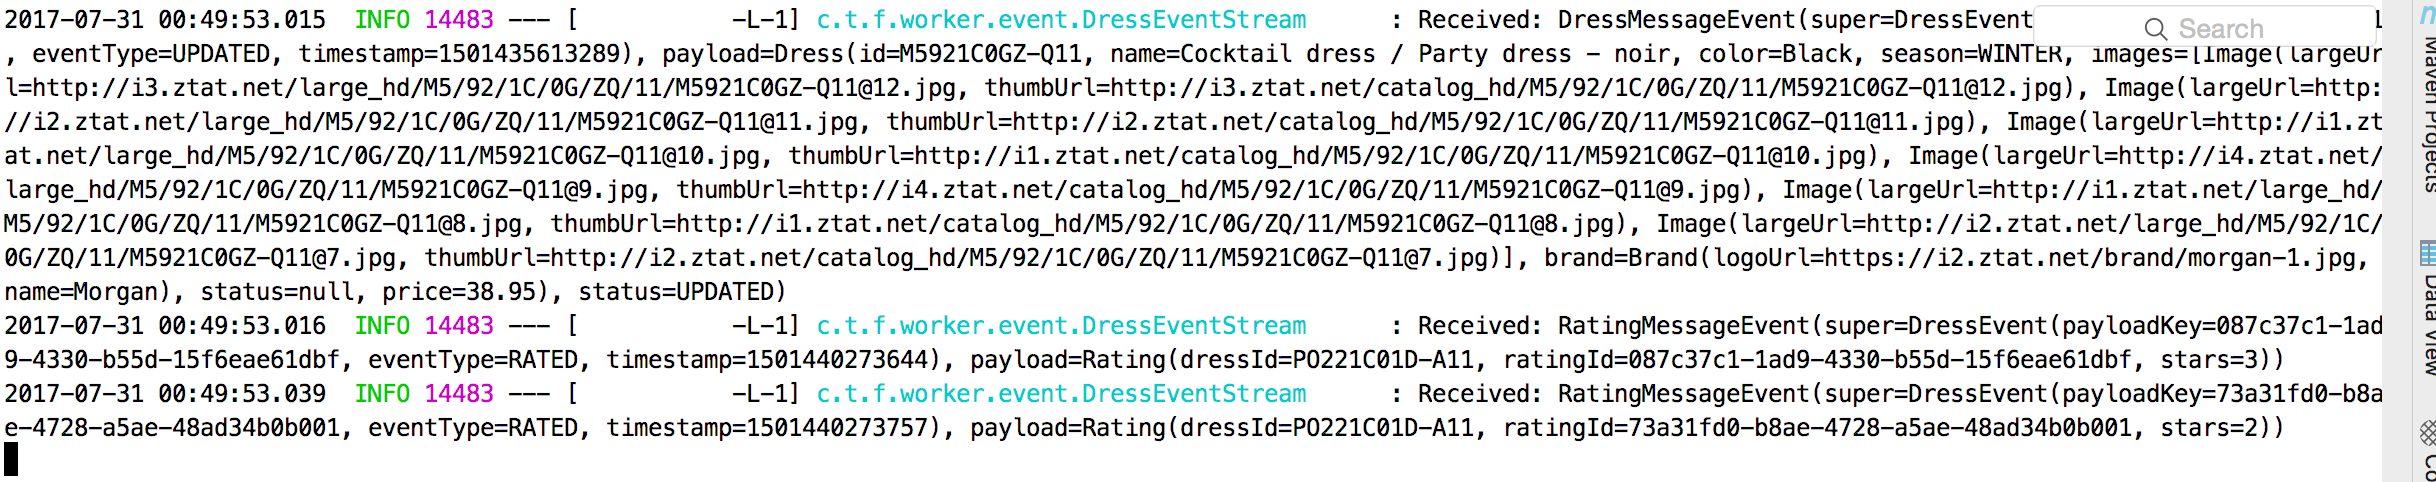 2017-07-31 00:49:53.015  INFO 14483 --- [           -L-1] c.t.f.worker.event.DressEventStream      : Received: DressMessageEvent(super=DressEvent
Search
, eventType=UPDATED, timestamp=1501435613289), payload=Dress(id=M5921C0GZ-Q11, name=Cocktail dress / Party dress - noir, color=Black, season=WINTER, images=[Image(largeUr
l=http://i3.ztat.net/large_hd/M5/92/1C/0G/ZQ/11/M5921C0GZ-Q11@12.jpg, thumbUrl=http://i3.ztat.net/catalog_hd/M5/92/1C/0G/ZQ/11/M5921C0GZ-Q11@12.jpg), Image(largeUrl=http:
//i2.ztat.net/large_hd/M5/92/1C/0G/ZQ/11/M5921C0GZ-Q11@11.jpg, thumbUrl=http://i2.ztat.net/catalog_hd/M5/92/1C/0G/ZQ/11/M5921C0GZ-Q11@11.jpg), Image(largeUrl=http://i1.zt
at.net/large_hd/M5/92/1C/0G/ZQ/11/M5921C0GZ-Q11@10.jpg, thumbUrl=http://i1.ztat.net/catalog_hd/M5/92/1C/0G/ZQ/11/M5921C0GZ-Q11@10.jpg), Image(largeUrl=http://i4.ztat.net/
large_hd/M5/92/1C/0G/ZQ/11/M5921C0GZ-Q11@9.jpg, thumbUrl=http://i4.ztat.net/catalog_hd/M5/92/1C/0G/ZQ/11/M5921C0GZ-Q11@9.jpg), Image(largeUrl=http://i1.ztat.net/large_hd/
M5/92/1C/0G/ZQ/11/M5921C0GZ-Q11@8.jpg, thumbUrl=http://i1.ztat.net/catalog_hd/M5/92/1C/0G/ZQ/11/M5921C0GZ-Q11@8.jpg), Image(largeUrl=http://i2.ztat.net/large_hd/M5/92/1C/
0G/ZQ/11/M5921C0GZ-Q11@7.jpg, thumbUrl=http://i2.ztat.net/catalog_hd/M5/92/1C/0G/ZQ/11/M5921C0GZ-Q11@7.jpg)], brand=Brand(logoUrl=https://i2.ztat.net/brand/morgan-1.jpg,
name=Morgan), status=null, price=38.95), status=UPDATED)
2017-07-31 00:49:53.016  INFO 14483 --- [           -L-1] c.t.f.worker.event.DressEventStream      : Received: RatingMessageEvent(super=DressEvent(payloadKey=087c37c1-1ad
9-4330-b55d-15f6eae61dbf, eventType=RATED, timestamp=1501440273644), payload=Rating(dressId=PO221C01D-A11, ratingId=087c37c1-1ad9-4330-b55d-15f6eae61dbf, stars=3))
2017-07-31 00:49:53.039  INFO 14483 --- [           -L-1] c.t.f.worker.event.DressEventStream      : Received: RatingMessageEvent(super=DressEvent(payloadKey=73a31fd0-b8a
e-4728-a5ae-48ad34b0b001, eventType=RATED, timestamp=1501440273757), payload=Rating(dressId=PO221C01D-A11, ratingId=73a31fd0-b8ae-4728-a5ae-48ad34b0b001, stars=2))
Maven Projects
Data View